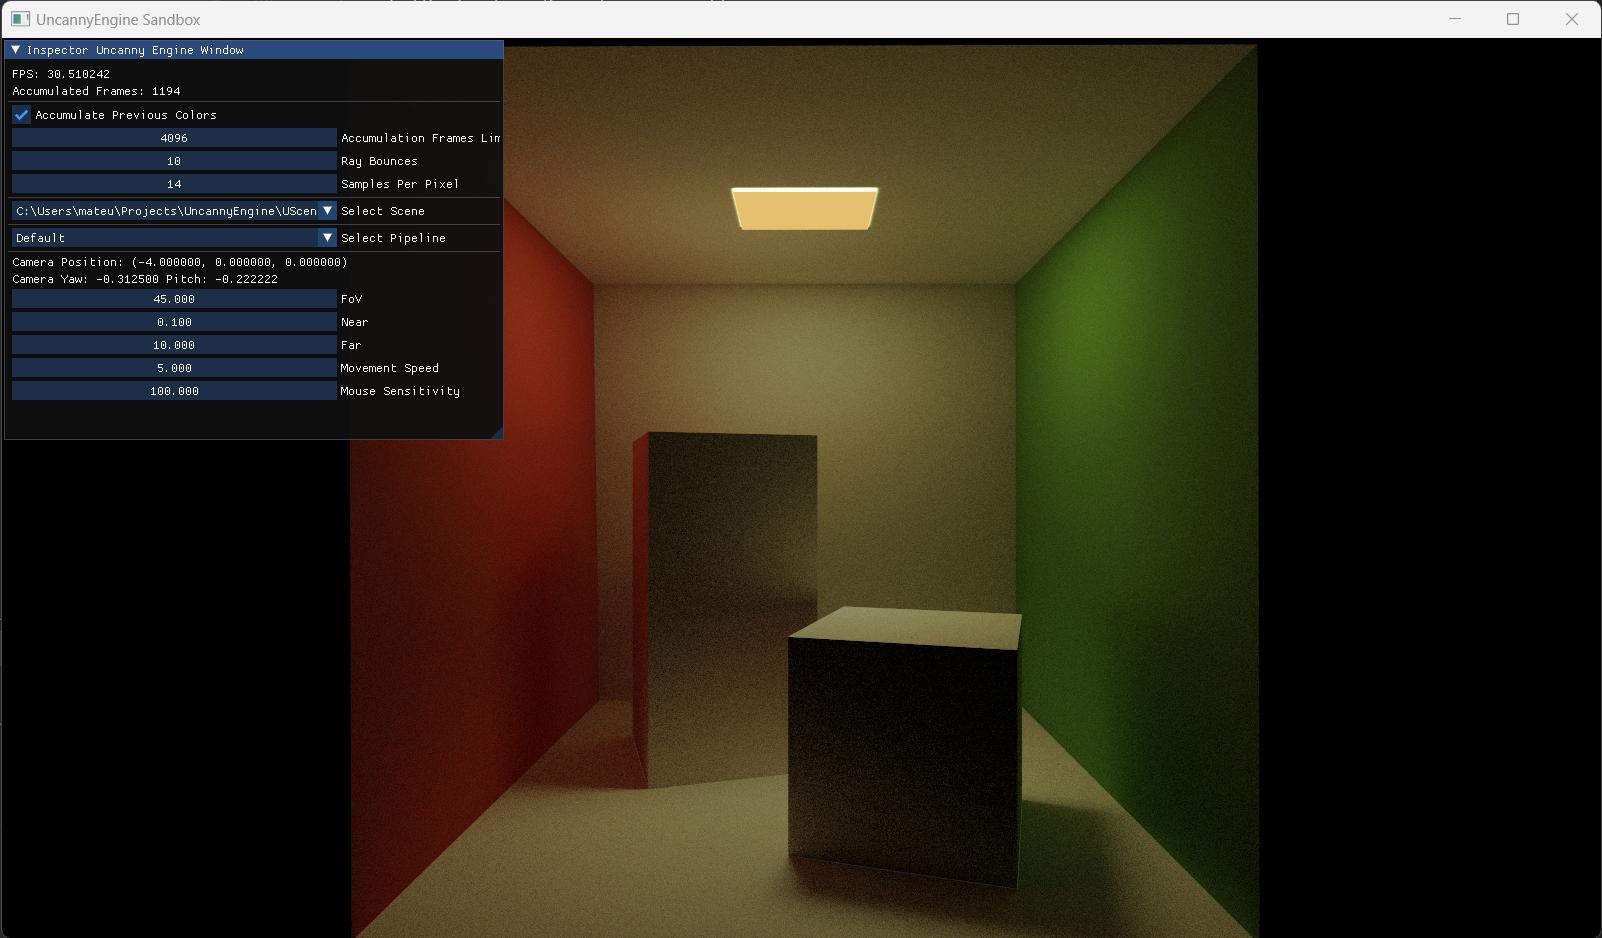 UncannyEngine Sandbox
Inspector Uncanny Engine Window
FPS: 30.510242
Accumulated Frames: 1194
Accumulate Previous Colors
4096 Accumulation Frames Lim
10 Ray Bounces
14 Samples Per Pixel
C:\Users\mateu\Projects\UncannyEngine\UScen Select Scene
Default Select Pipeline
Camera Position: (-4.000000, 0.000000, 0.000000)
Camera Yaw: -0.312500 Pitch: -0.222222
45.000 FoV
0.100 Near
10.000 Far
5.000 Movement Speed
100.000 Mouse Sensitivity